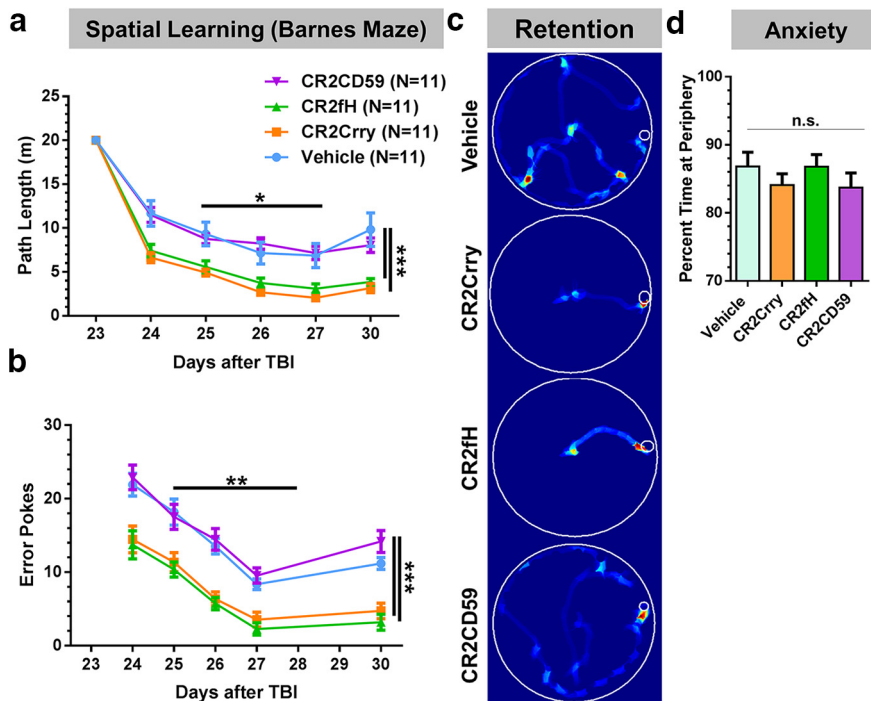 a
Spatial Learning (Barnes Maze)
CR2CD59 (N=11)
CR2fH (N=11)
CR2Crry (N=11)
Vehicle (N=11)
Path Length (m)
25
20
15
10
5
0
*
***
23 24 25 26 27 30
Days after TBI
b
Error Pokes
30
20
10
0
**
***
23 24 25 26 27 28 29 30
Days after TBI
c
Retention
Vehicle
CR2Crry
CR2fH
CR2CD59
d
Anxiety
Percent Time at Periphery
100
90
80
70
n.s.
Vehicle
CR2Crry
CR2fH
CR2CD59